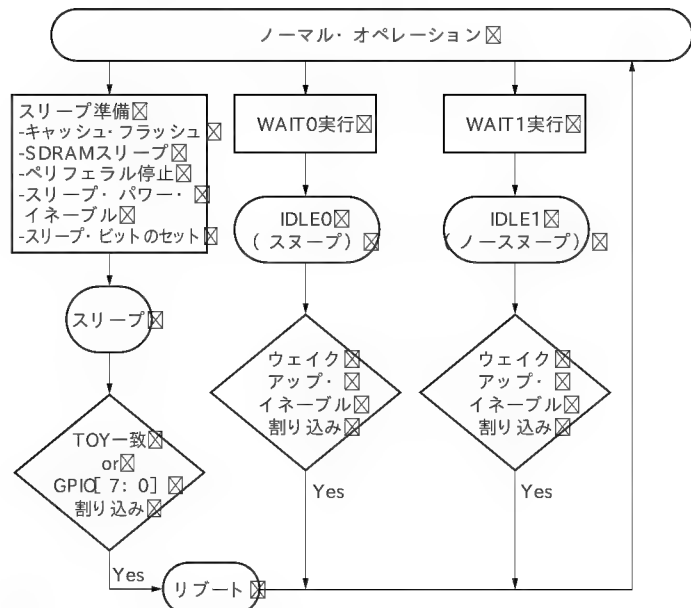 ノーマル・オペレーション
スリープ準備
-キャッシュ・フラッシュ
-SDRAMスリープ
-ペリフェラル停止
-スリープ・パワー・
イネーブル
-スリープ・ビットのセット
スリープ
TOY一致
or
GPIO[7:0]
割り込み
Yes
リブート
WAIT0実行
IDLE0
(スヌープ)
ウェイク
アップ・
イネーブル
割り込み
Yes
WAIT1実行
IDLE1
(ノースヌープ)
ウェイク
アップ・
イネーブル
割り込み
Yes